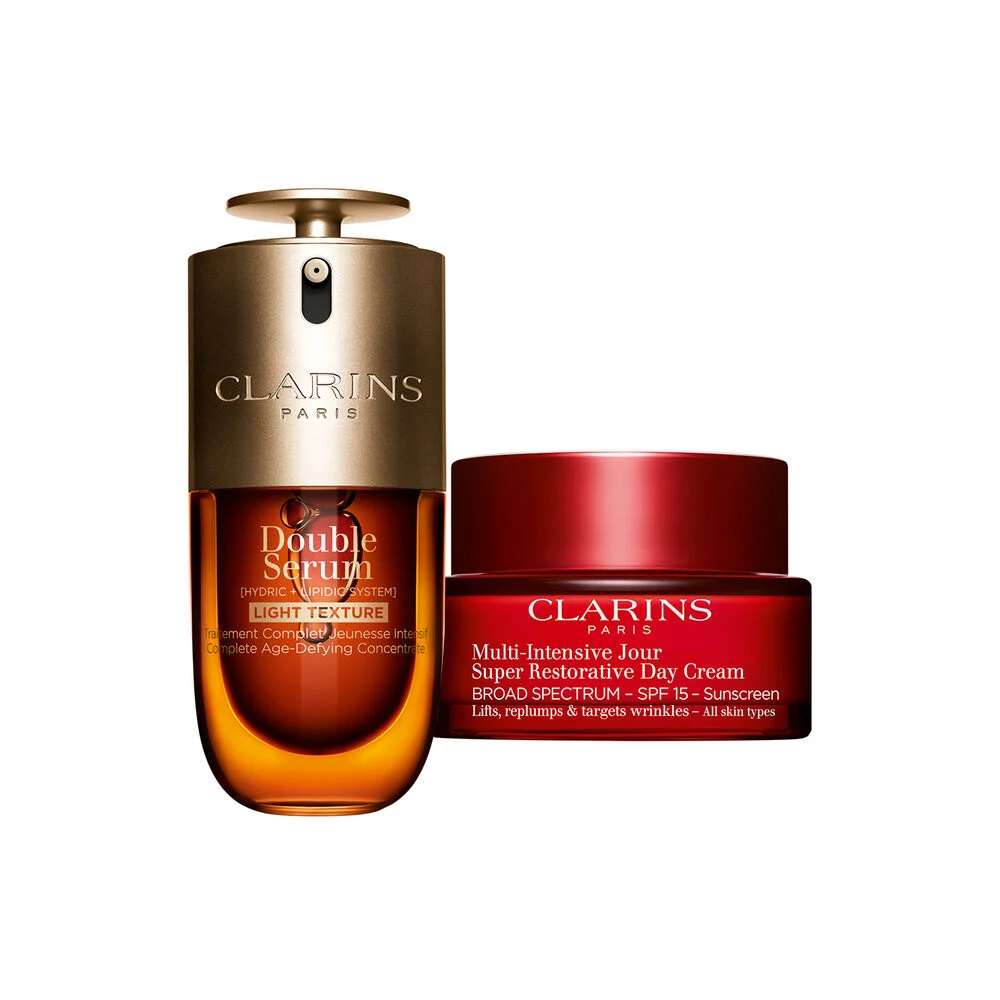 CLARINS
PARIS
Double
Serum
[HYDRIC + LIPIDIC SYSTEM]
LIGHT TEXTURE
Traitement Complet Jeunesse Intensif
Complete Age-Defying Concentrate
CLARINS
PARIS
Multi-Intensive Jour
Super Restorative Day Cream
BROAD SPECTRUM – SPF 15 – Sunscreen
Lifts, replumps & targets wrinkles – All skin types